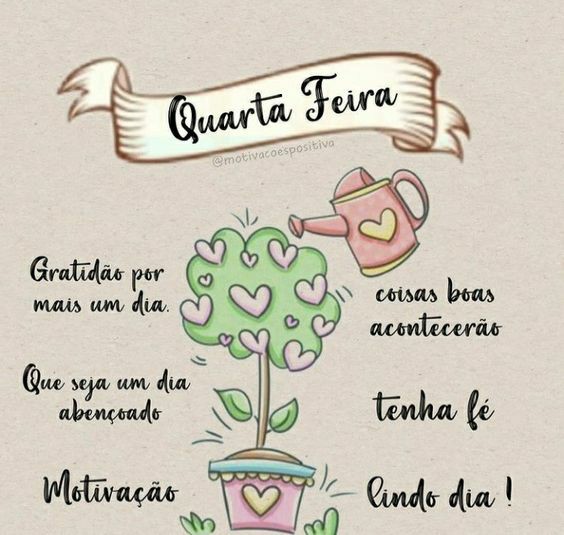 Quarta Feira
@motivacoespositiva
Gratidão por
mais um dia.
coisas boas
acontecerão
Que seja um dia
abençoado
tenha fé
Motivação
lindo dia !